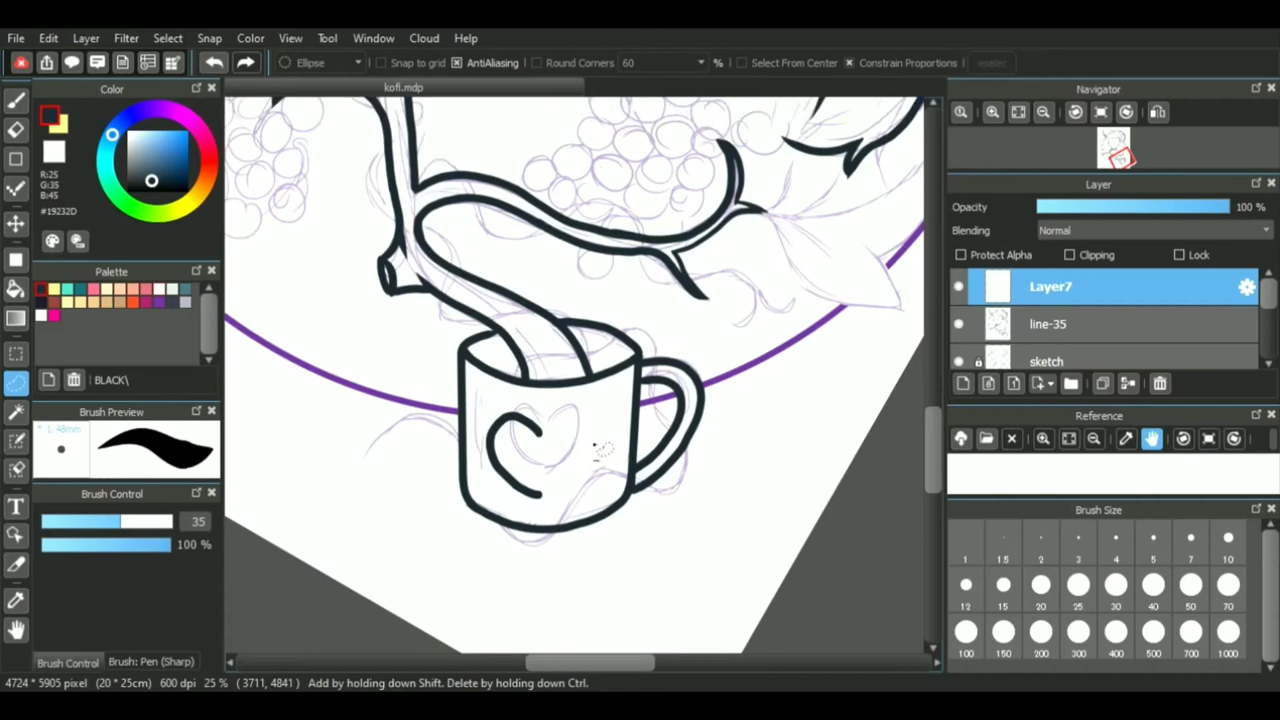 File Edit Layer Filter Select Snap Color View Tool Window Cloud Help
Ellipse Snap to grid AntiAliasing Round Corners 60 % Select From Center Constrain Proportions
kofi.mdp
Color
R:25
G:35
B:45
#19232D
Palette
BLACK\
Brush Preview
1.48mm
Brush Control
35
100 %
Brush Control Brush: Pen (Sharp)
Navigator
Layer
Opacity 100 %
Blending Normal
Protect Alpha Clipping Lock
Layer7
line-35
sketch
Reference
Brush Size
1 1.5 2 3 4 5 7 10
12 15 20 25 30 40 50 70
100 150 200 300 400 500 700 1000
T
4724 * 5905 pixel (20 * 25cm) 600 dpi 25 % ( 3711, 4841 ) Add by holding down Shift. Delete by holding down Ctrl.